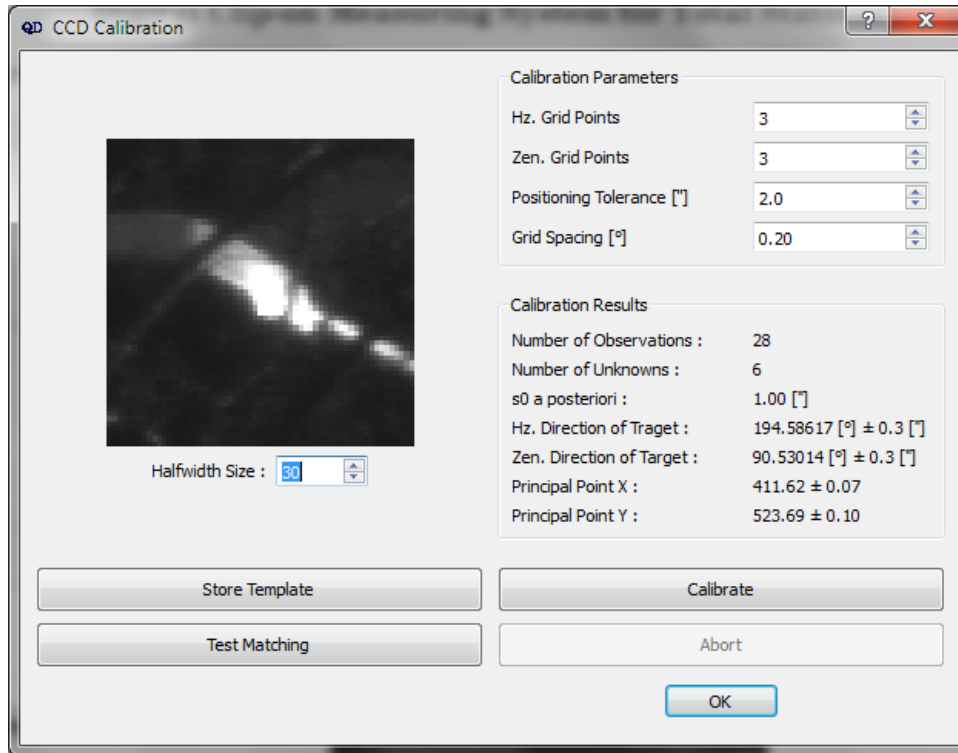 QD CCD Calibration
Calibration Parameters
Hz. Grid Points 3
Zen. Grid Points 3
Positioning Tolerance ["] 2.0
Grid Spacing [°] 0.20
Halfwidth Size : 30
Calibration Results
Number of Observations : 28
Number of Unknowns : 6
s0 a posteriori : 1.00 ["]
Hz. Direction of Traget : 194.58617 [°] ± 0.3 ["]
Zen. Direction of Target : 90.53014 [°] ± 0.3 ["]
Principal Point X : 411.62 ± 0.07
Principal Point Y : 523.69 ± 0.10
Store Template Calibrate
Test Matching Abort
OK